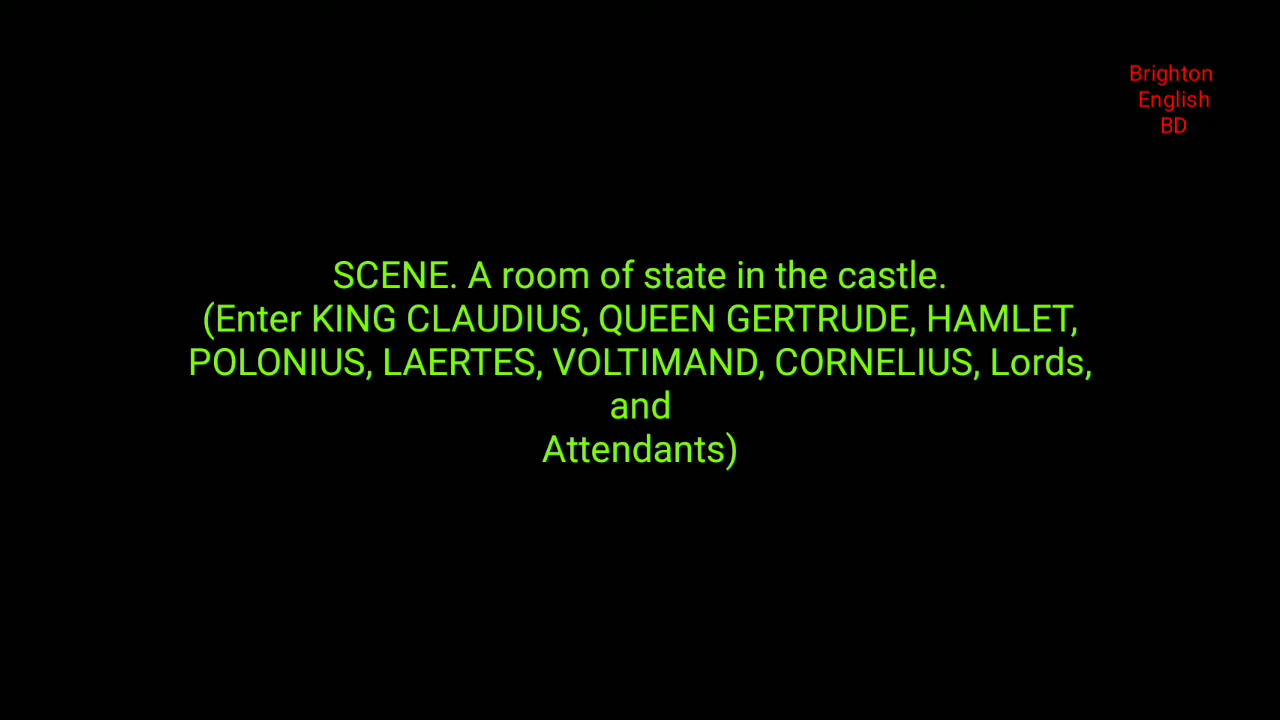 Brighton
English
BD
SCENE. A room of state in the castle.
(Enter KING CLAUDIUS, QUEEN GERTRUDE, HAMLET,
POLONIUS, LAERTES, VOLTIMAND, CORNELIUS, Lords,
and
Attendants)